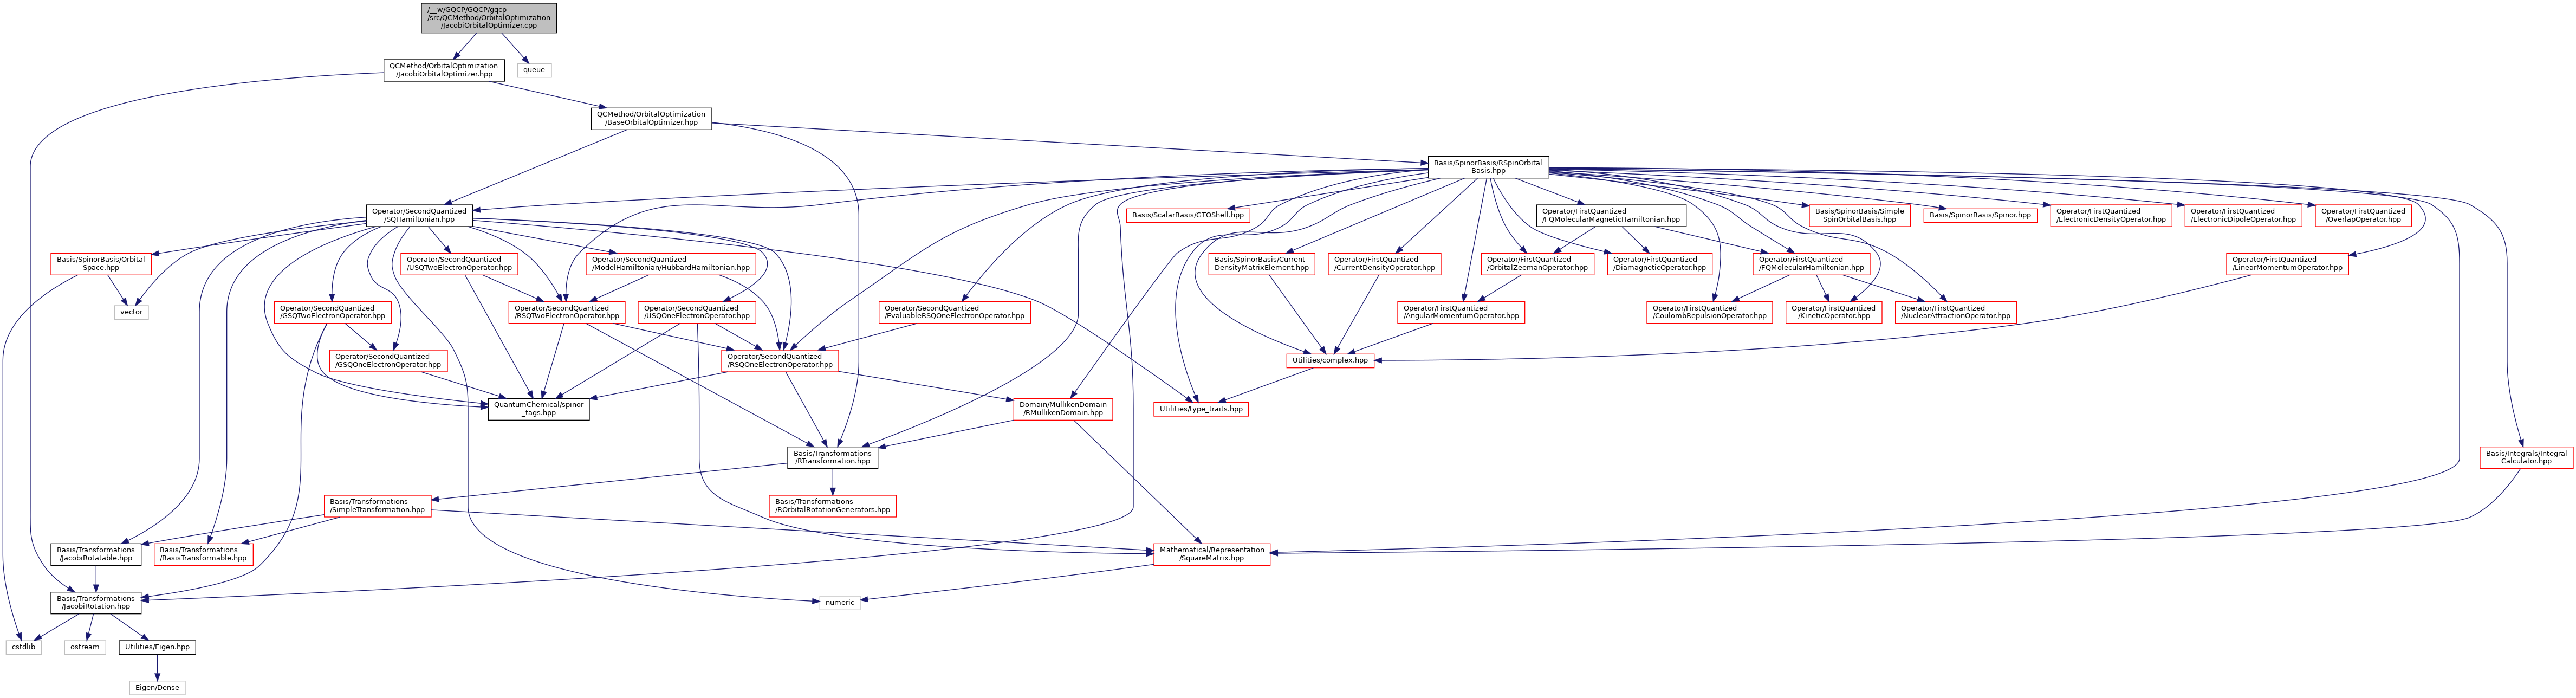 /__w/GQCP/GQCP/gqcp
/src/QCMethod/OrbitalOptimization
/JacobiOrbitalOptimizer.cpp
QCMethod/OrbitalOptimization
/JacobiOrbitalOptimizer.hpp
queue
QCMethod/OrbitalOptimization
/BaseOrbitalOptimizer.hpp
Basis/SpinorBasis/RSpinOrbital
Basis.hpp
Operator/SecondQuantized
/SQHamiltonian.hpp
Basis/ScalarBasis/GTOShell.hpp
Operator/FirstQuantized
/FQMolecularMagneticHamiltonian.hpp
Basis/SpinorBasis/Simple
SpinOrbitalBasis.hpp
Basis/SpinorBasis/Spinor.hpp
Operator/FirstQuantized
/ElectronicDensityOperator.hpp
Operator/FirstQuantized
/ElectronicDipoleOperator.hpp
Operator/FirstQuantized
/OverlapOperator.hpp
Basis/SpinorBasis/Orbital
Space.hpp
Operator/SecondQuantized
/USQTwoElectronOperator.hpp
Operator/SecondQuantized
/ModelHamiltonian/HubbardHamiltonian.hpp
Basis/SpinorBasis/Current
DensityMatrixElement.hpp
Operator/FirstQuantized
/CurrentDensityOperator.hpp
Operator/FirstQuantized
/OrbitalZeemanOperator.hpp
Operator/FirstQuantized
/DiamagneticOperator.hpp
Operator/FirstQuantized
/FQMolecularHamiltonian.hpp
Operator/FirstQuantized
/LinearMomentumOperator.hpp
vector
Operator/SecondQuantized
/GSQTwoElectronOperator.hpp
Operator/SecondQuantized
/RSQTwoElectronOperator.hpp
Operator/SecondQuantized
/USQOneElectronOperator.hpp
Operator/SecondQuantized
/EvaluableRSQOneElectronOperator.hpp
Operator/FirstQuantized
/AngularMomentumOperator.hpp
Operator/FirstQuantized
/CoulombRepulsionOperator.hpp
Operator/FirstQuantized
/KineticOperator.hpp
Operator/FirstQuantized
/NuclearAttractionOperator.hpp
Operator/SecondQuantized
/GSQOneElectronOperator.hpp
Operator/SecondQuantized
/RSQOneElectronOperator.hpp
Utilities/complex.hpp
QuantumChemical/spinor
_tags.hpp
Domain/MullikenDomain
/RMullikenDomain.hpp
Utilities/type_traits.hpp
Basis/Transformations
/RTransformation.hpp
Basis/Integrals/Integral
Calculator.hpp
Basis/Transformations
/SimpleTransformation.hpp
Basis/Transformations
/ROrbitalRotationGenerators.hpp
Basis/Transformations
/JacobiRotatable.hpp
Basis/Transformations
/BasisTransformable.hpp
Mathematical/Representation
/SquareMatrix.hpp
Basis/Transformations
/JacobiRotation.hpp
numeric
cstdlib
ostream
Utilities/Eigen.hpp
Eigen/Dense